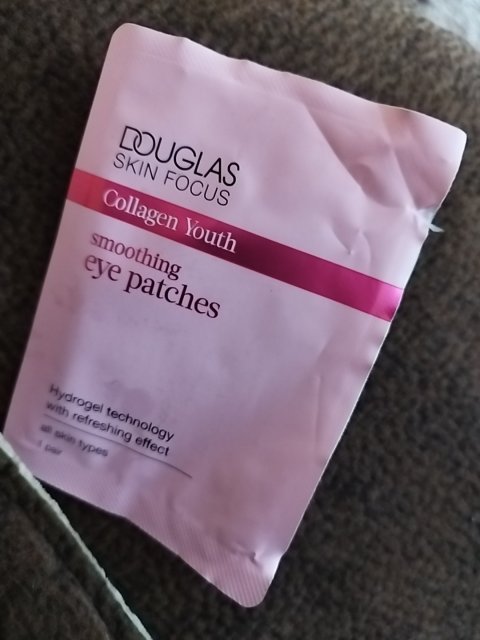 DOUGLAS
SKIN FOCUS
Collagen Youth
smoothing
eye patches
Hydrogel technology
with refreshing effect
all skin types
1 pair